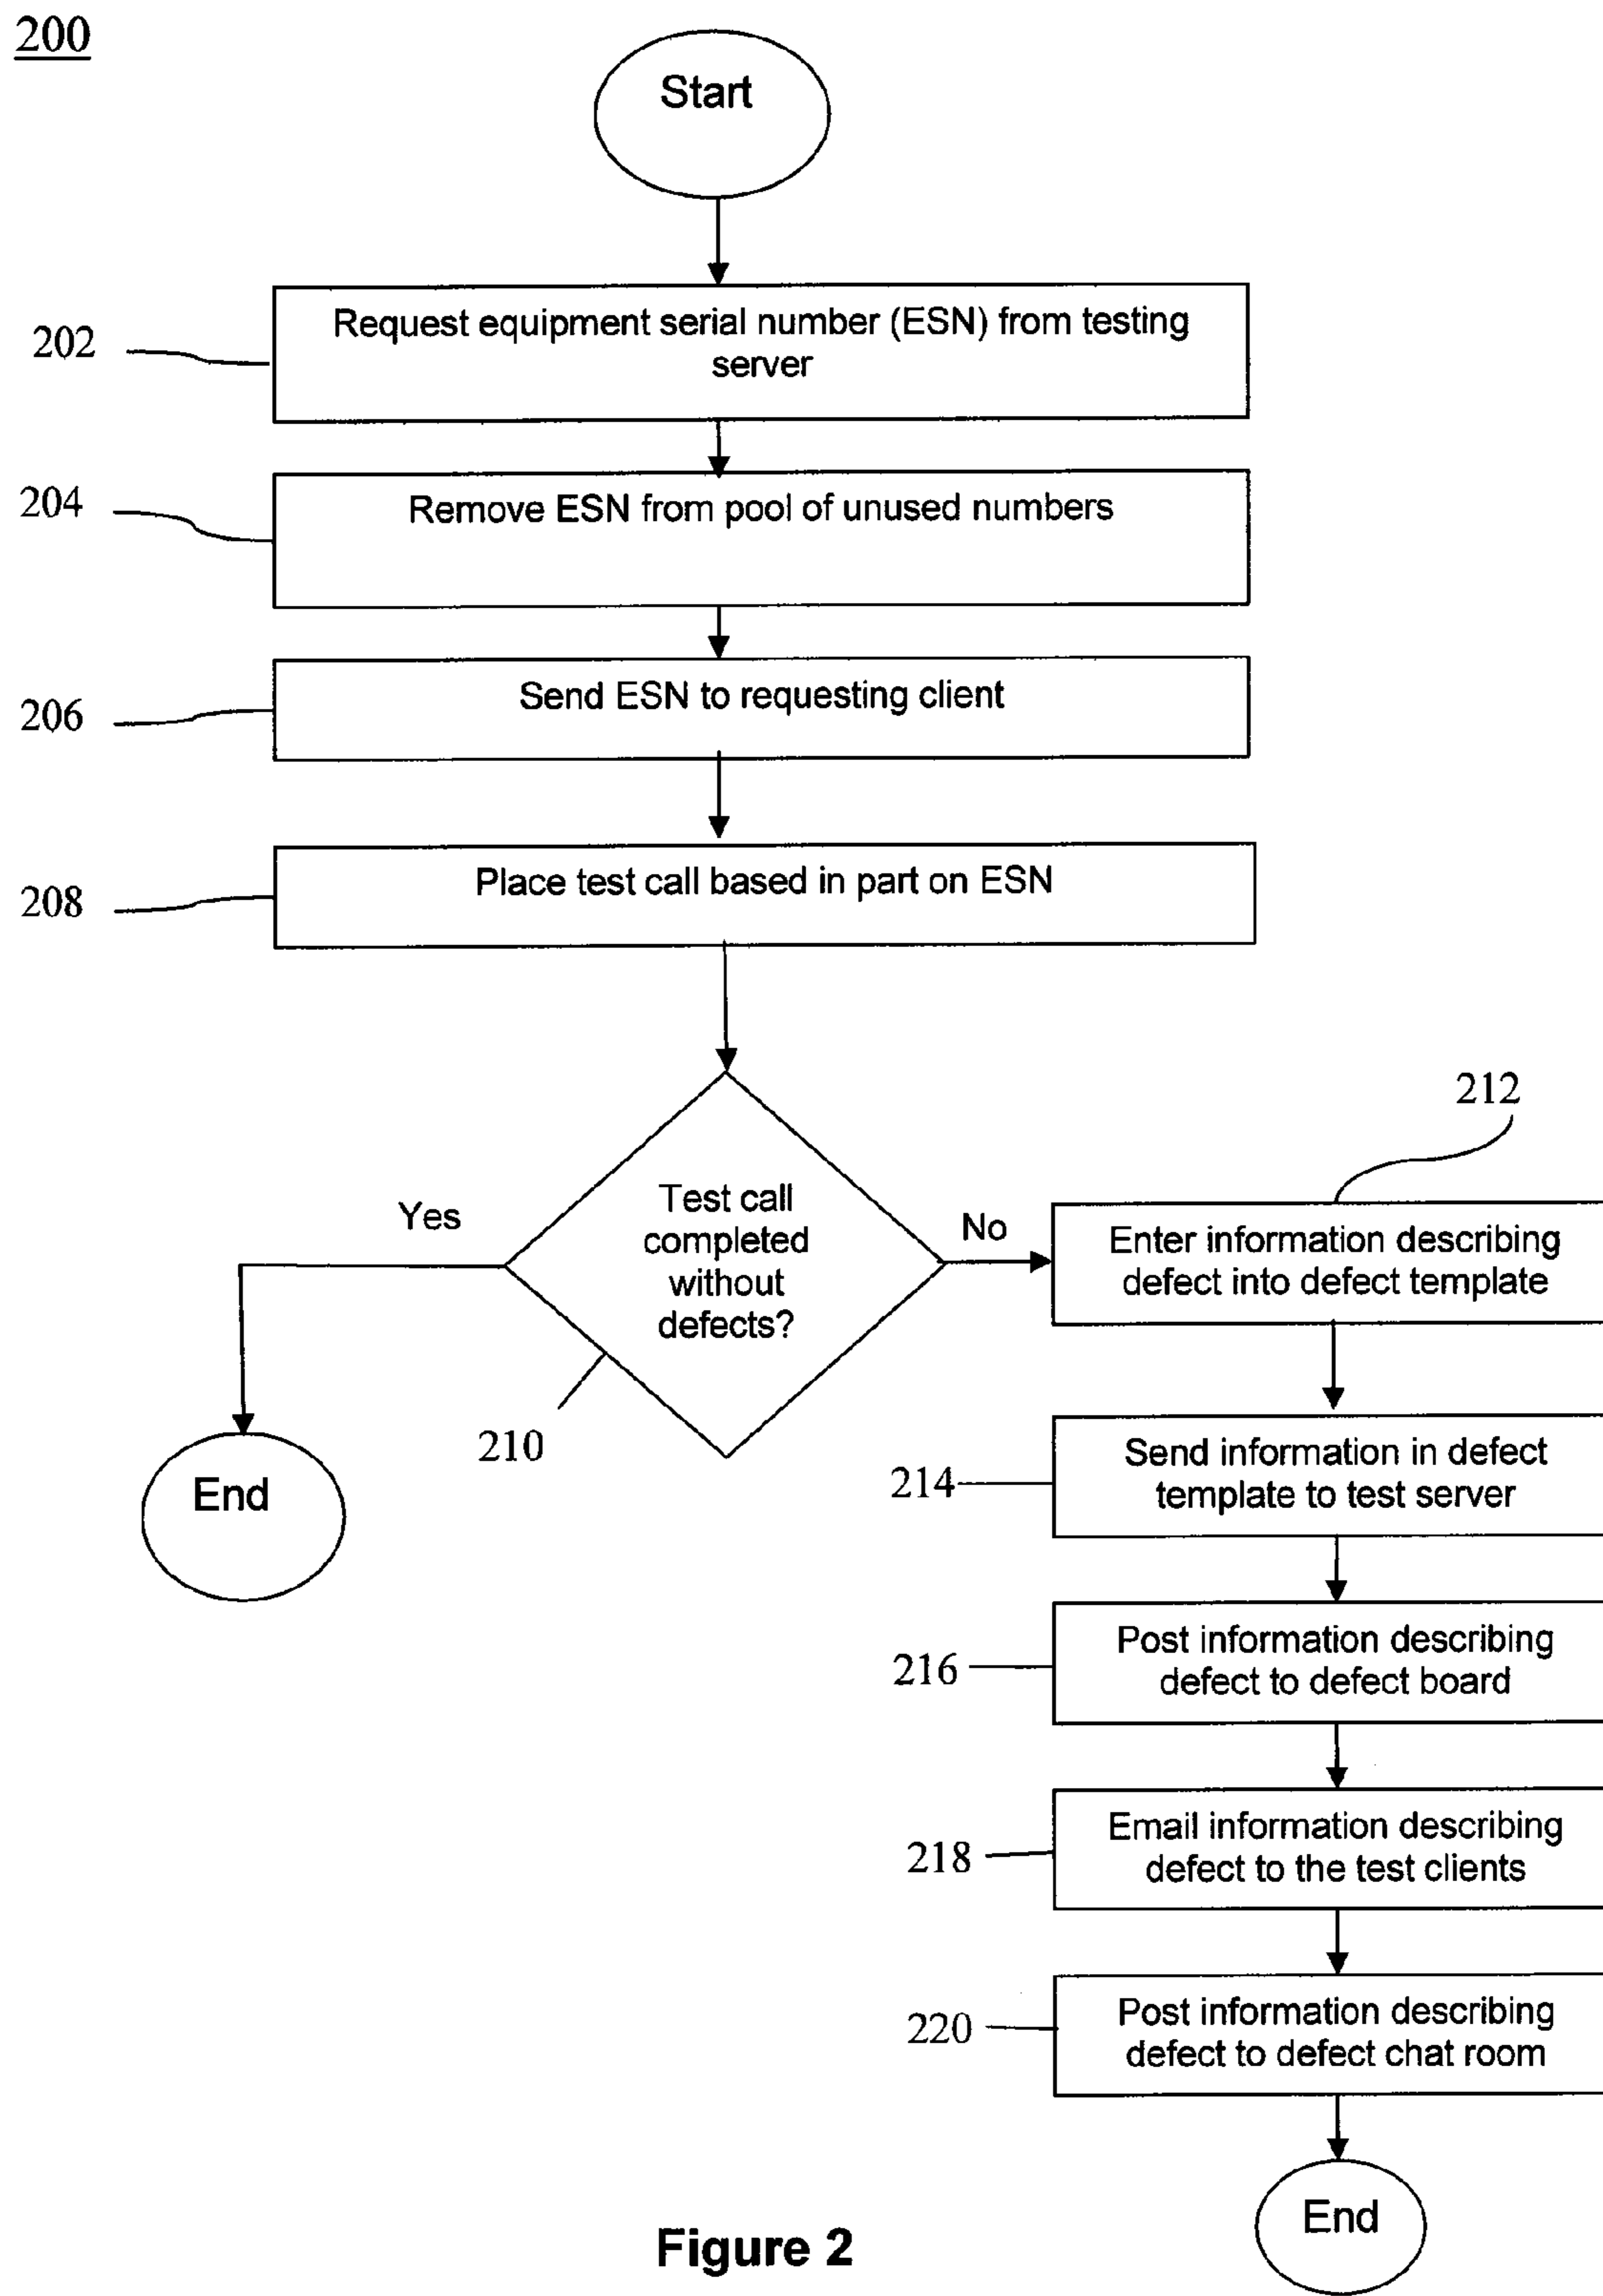 200
Start
202
Request equipment serial number (ESN) from testing
server
204
Remove ESN from pool of unused numbers
206
Send ESN to requesting client
208
Place test call based in part on ESN
212
Yes
Test call
completed
without
defects?
No
Enter information describing
defect into defect template
210
End
214
Send information in defect
template to test server
216
Post information describing
defect to defect board
218
Email information describing
defect to the test clients
220
Post information describing
defect to defect chat room
End
Figure 2